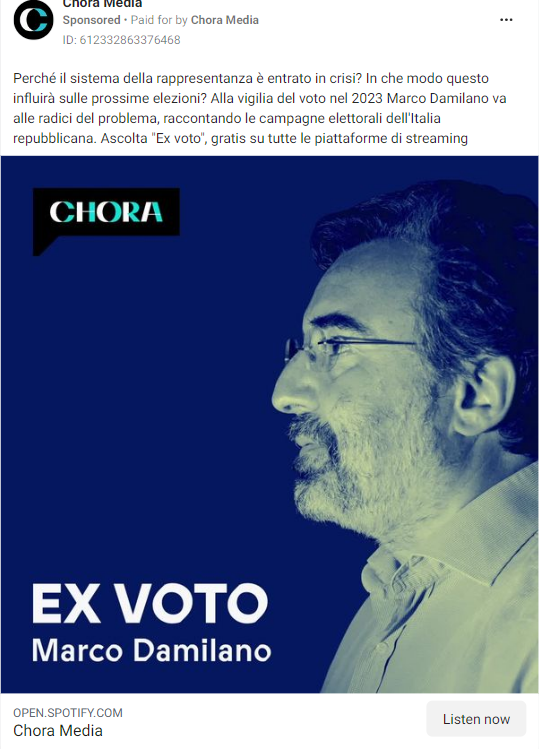 Chora Media
Sponsored • Paid for by Chora Media
ID: 612332863376468
Perché il sistema della rappresentanza è entrato in crisi? In che modo questo
influirà sulle prossime elezioni? Alla vigilia del voto nel 2023 Marco Damilano va
alle radici del problema, raccontando le campagne elettorali dell'Italia
repubblicana. Ascolta "Ex voto", gratis su tutte le piattaforme di streaming
CHORA
EX VOTO
Marco Damilano
OPEN.SPOTIFY.COM
Chora Media
Listen now